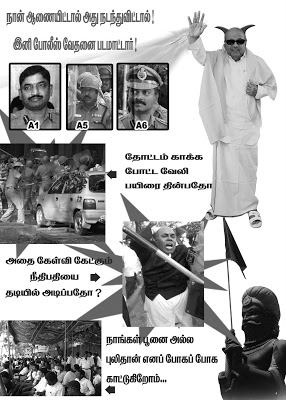 நான் ஆணையிட்டால் அது நடந்துவிட்டால் !
இனி போலீஸ் வேதனை படமாட்டார் !
A1
A5
A6
தோட்டம் காக்க
போட்ட வேலி
பயிரை தின்பதோ
அதை கேள்வி கேட்கும்
நீதிபதியை
தடியில் அடிப்பதோ ?
நாங்கள் பூனை அல்ல
புலிதான் எனப் போகப் போக
காட்டுகிறோம்...